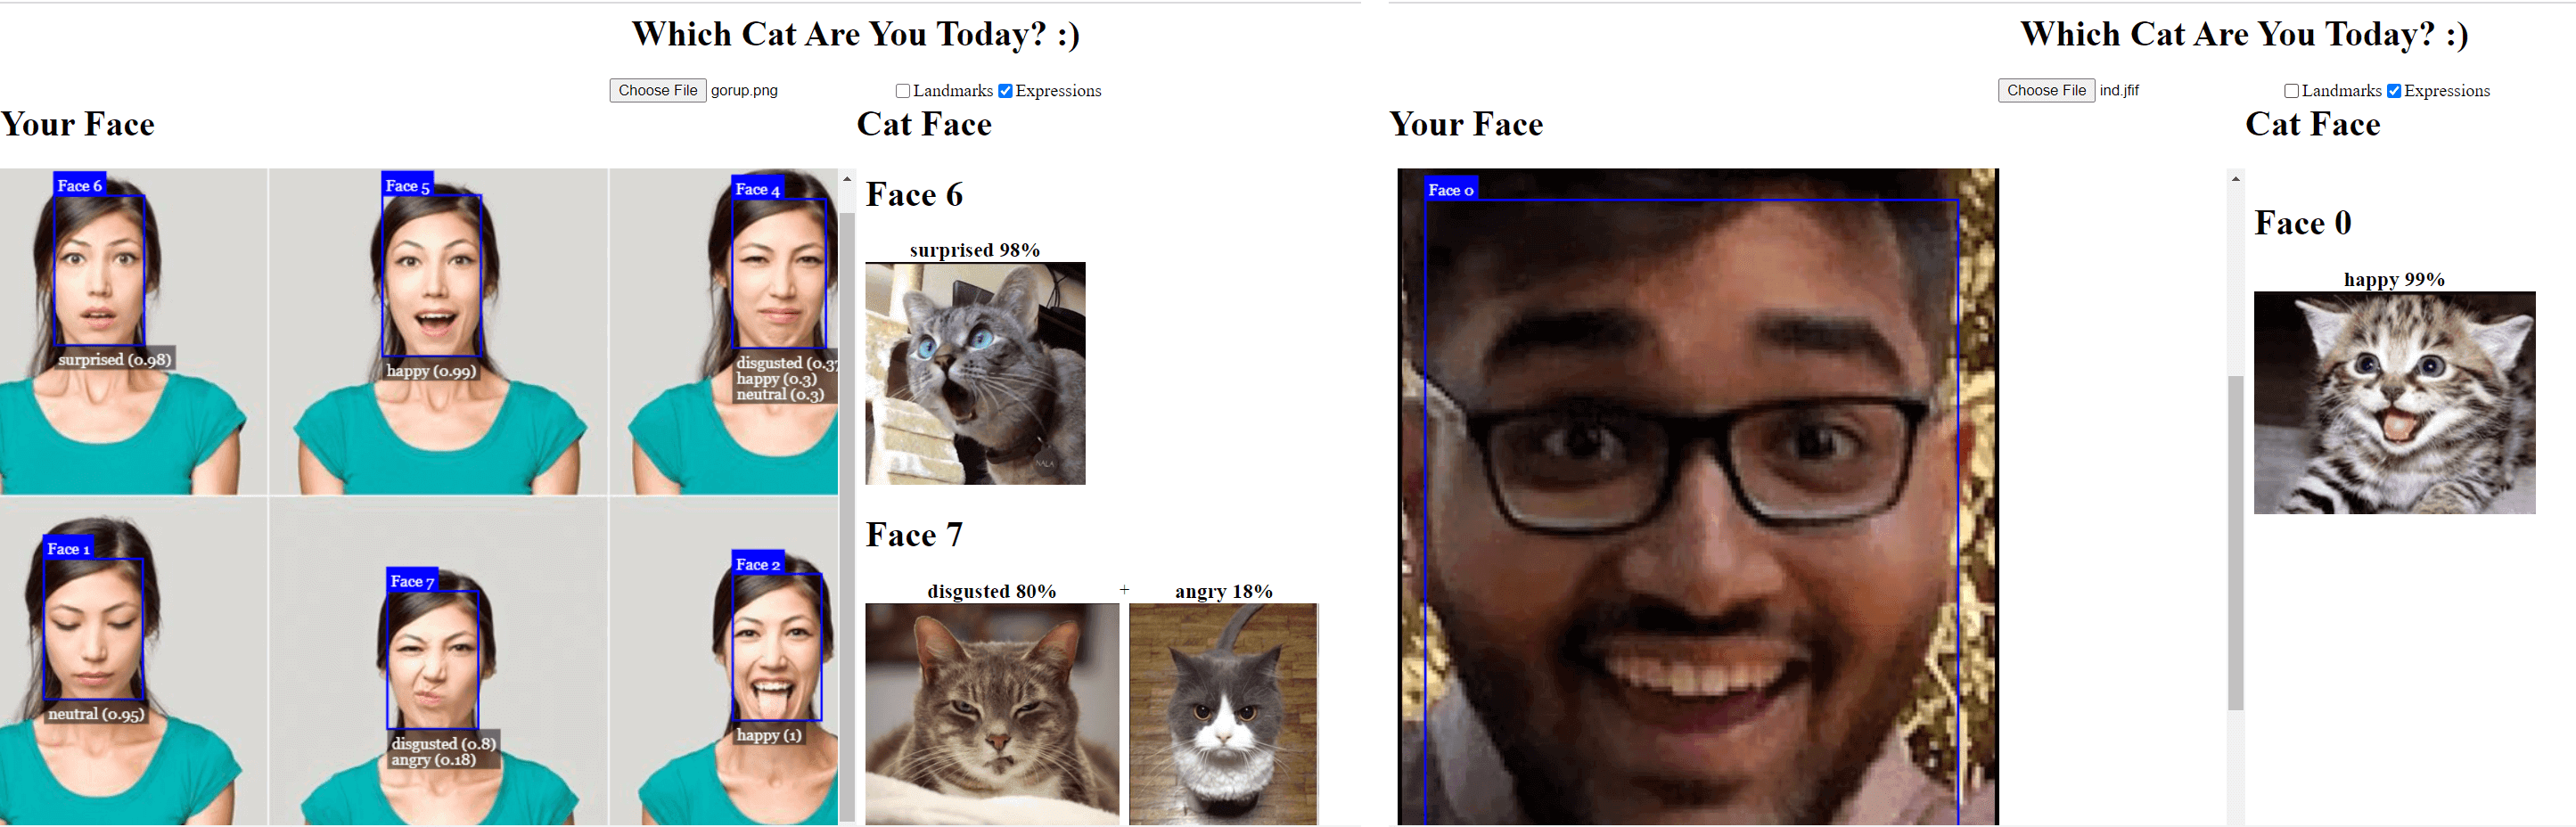 Which Cat Are You Today? :)
Choose File gorup.png
Landmarks Expressions
Your Face
Cat Face
Face 6
surprised (0.98)
Face 5
happy (0.99)
Face 4
disgusted (0.37
happy (0.3)
neutral (0.3)
Face 1
neutral (0.95)
Face 7
disgusted (0.8)
angry (0.18)
Face 2
happy (1)
Face 6
surprised 98%
NALA
Face 7
disgusted 80% + angry 18%
Which Cat Are You Today? :)
Choose File ind.jfif
Landmarks Expressions
Your Face
Cat Face
Face 0
Face 0
happy 99%